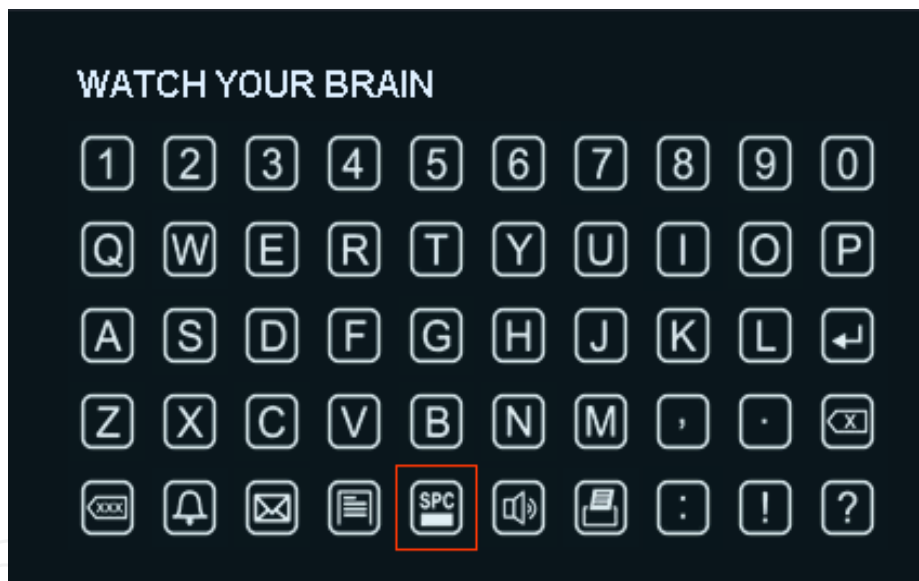 WATCH YOUR BRAIN
1 2 3 4 5 6 7 8 9 0
Q W E R T Y U I O P
A S D F G H J K L
Z X C V B N M , . X
XXX SPC : ! ?